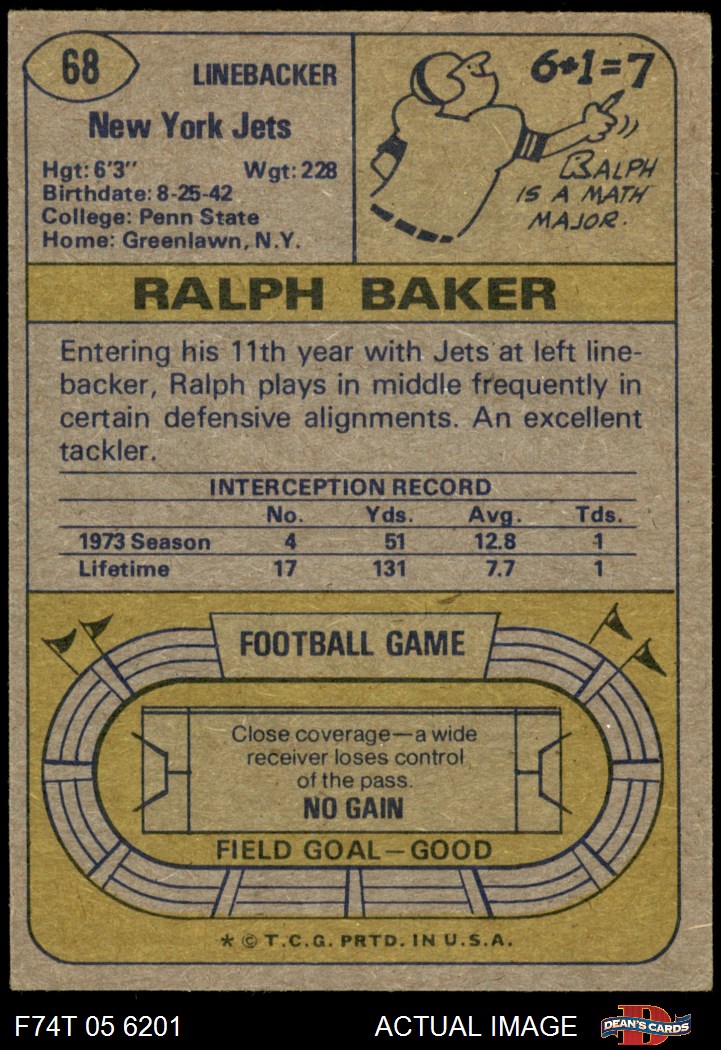 68
LINEBACKER
New York Jets
Hgt: 6'3" Wgt: 228
Birthdate: 8-25-42
College: Penn State
Home: Greenlawn, N.Y.
6+1=7
RALPH
IS A MATH
MAJOR.
RALPH BAKER
Entering his 11th year with Jets at left line-
backer, Ralph plays in middle frequently in
certain defensive alignments. An excellent
tackler.
INTERCEPTION RECORD
No. Yds. Avg. Tds.
1973 Season 4 51 12.8 1
Lifetime 17 131 7.7 1
FOOTBALL GAME
Close coverage—a wide
receiver loses control
of the pass.
NO GAIN
FIELD GOAL—GOOD
* © T.C.G. PRTD. IN U.S.A.
F74T 05 6201 ACTUAL IMAGE D DEAN'S CARDS